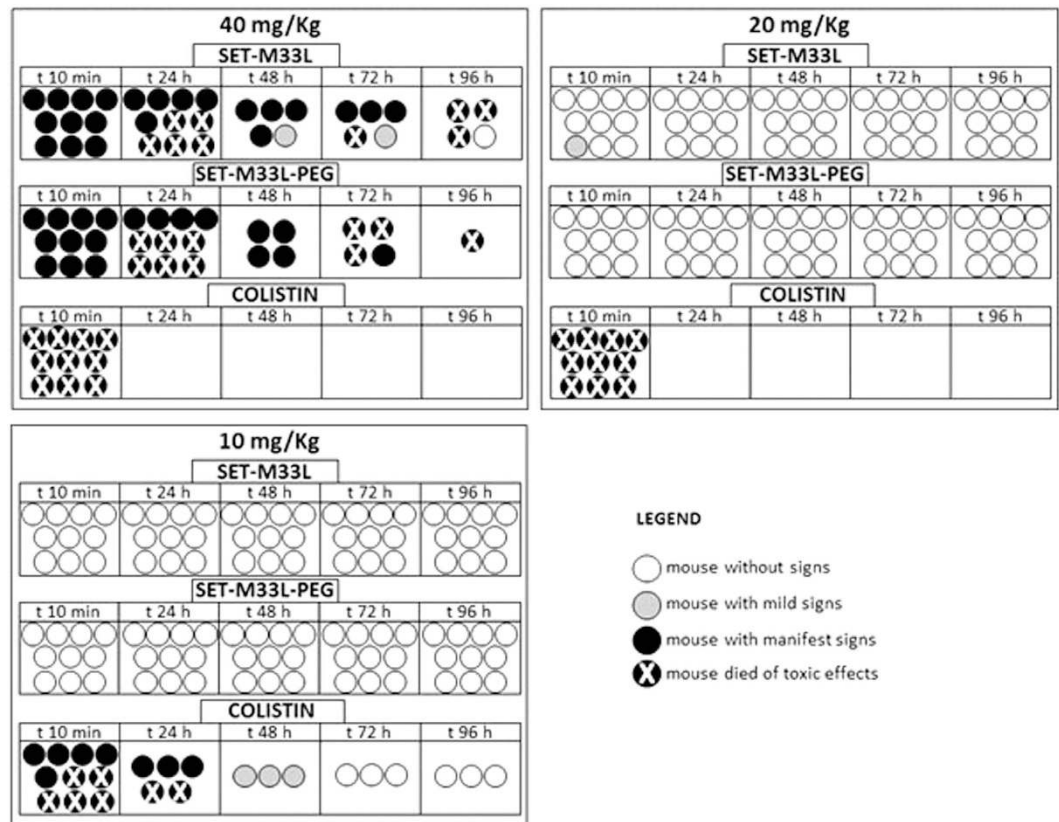 40 mg/Kg
SET-M33L
t 10 min t 24 h t 48 h t 72 h t 96 h
SET-M33L-PEG
t 10 min t 24 h t 48 h t 72 h t 96 h
COLISTIN
t 10 min t 24 h t 48 h t 72 h t 96 h
20 mg/Kg
SET-M33L
t 10 min t 24 h t 48 h t 72 h t 96 h
SET-M33L-PEG
t 10 min t 24 h t 48 h t 72 h t 96 h
COLISTIN
t 10 min t 24 h t 48 h t 72 h t 96 h
10 mg/Kg
SET-M33L
t 10 min t 24 h t 48 h t 72 h t 96 h
SET-M33L-PEG
t 10 min t 24 h t 48 h t 72 h t 96 h
COLISTIN
t 10 min t 24 h t 48 h t 72 h t 96 h
LEGEND
mouse without signs
mouse with mild signs
mouse with manifest signs
mouse died of toxic effects